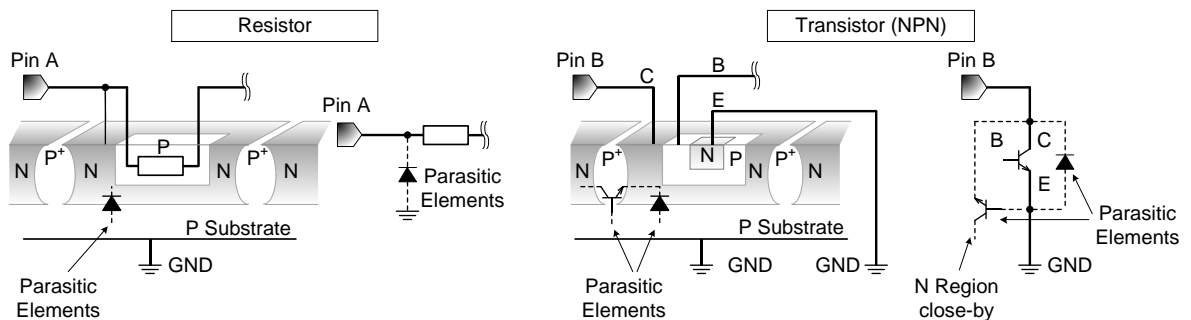 Resistor
Pin A
Pin A
P
N
P+
N
N
P+
N
Parasitic
Elements
P Substrate
GND
Parasitic
Elements
Transistor (NPN)
Pin B
C
B
E
Pin B
N
P+
N
N
P
N
P+
N
B
C
E
P Substrate
GND
GND
Parasitic
Elements
Parasitic
Elements
GND
N Region
close-by